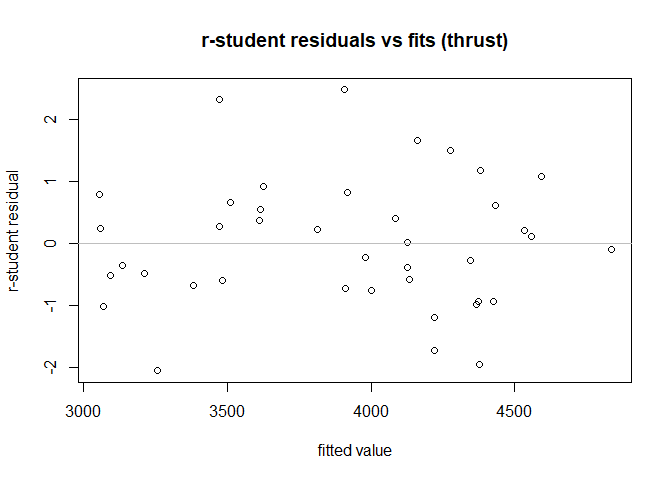 r-student residuals vs fits (thrust)
r-student residual
2
1
0
-1
-2
3000 3500 4000 4500
fitted value